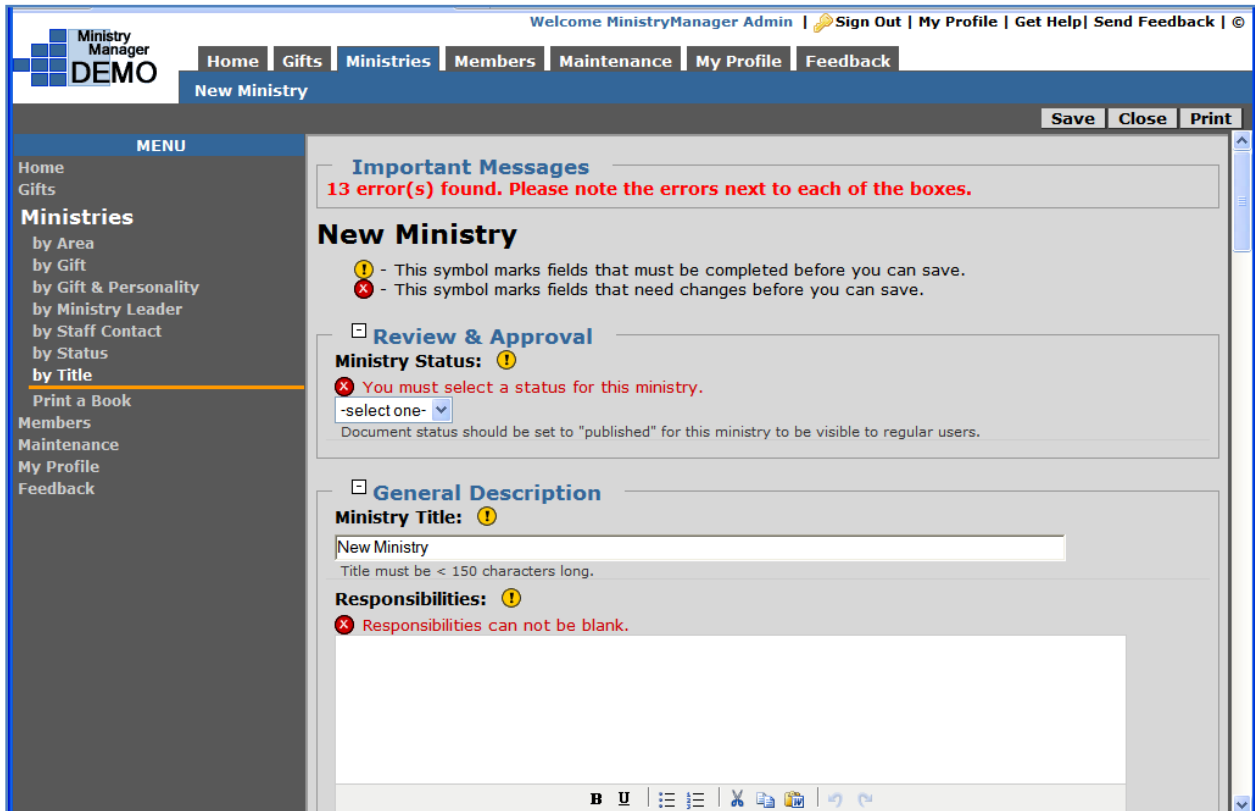 Welcome MinistryManager Admin | Sign Out | My Profile | Get Help| Send Feedback | ©
Ministry
Manager
DEMO
Home Gifts Ministries Members Maintenance My Profile Feedback
New Ministry
Save Close Print
MENU
Home
Gifts
Ministries
by Area
by Gift
by Gift & Personality
by Ministry Leader
by Staff Contact
by Status
by Title
Print a Book
Members
Maintenance
My Profile
Feedback
Important Messages
13 error(s) found. Please note the errors next to each of the boxes.
New Ministry
! - This symbol marks fields that must be completed before you can save.
X - This symbol marks fields that need changes before you can save.
- Review & Approval
Ministry Status: !
X You must select a status for this ministry.
-select one-
Document status should be set to "published" for this ministry to be visible to regular users.
- General Description
Ministry Title: !
New Ministry
Title must be < 150 characters long.
Responsibilities: !
X Responsibilities can not be blank.
B U